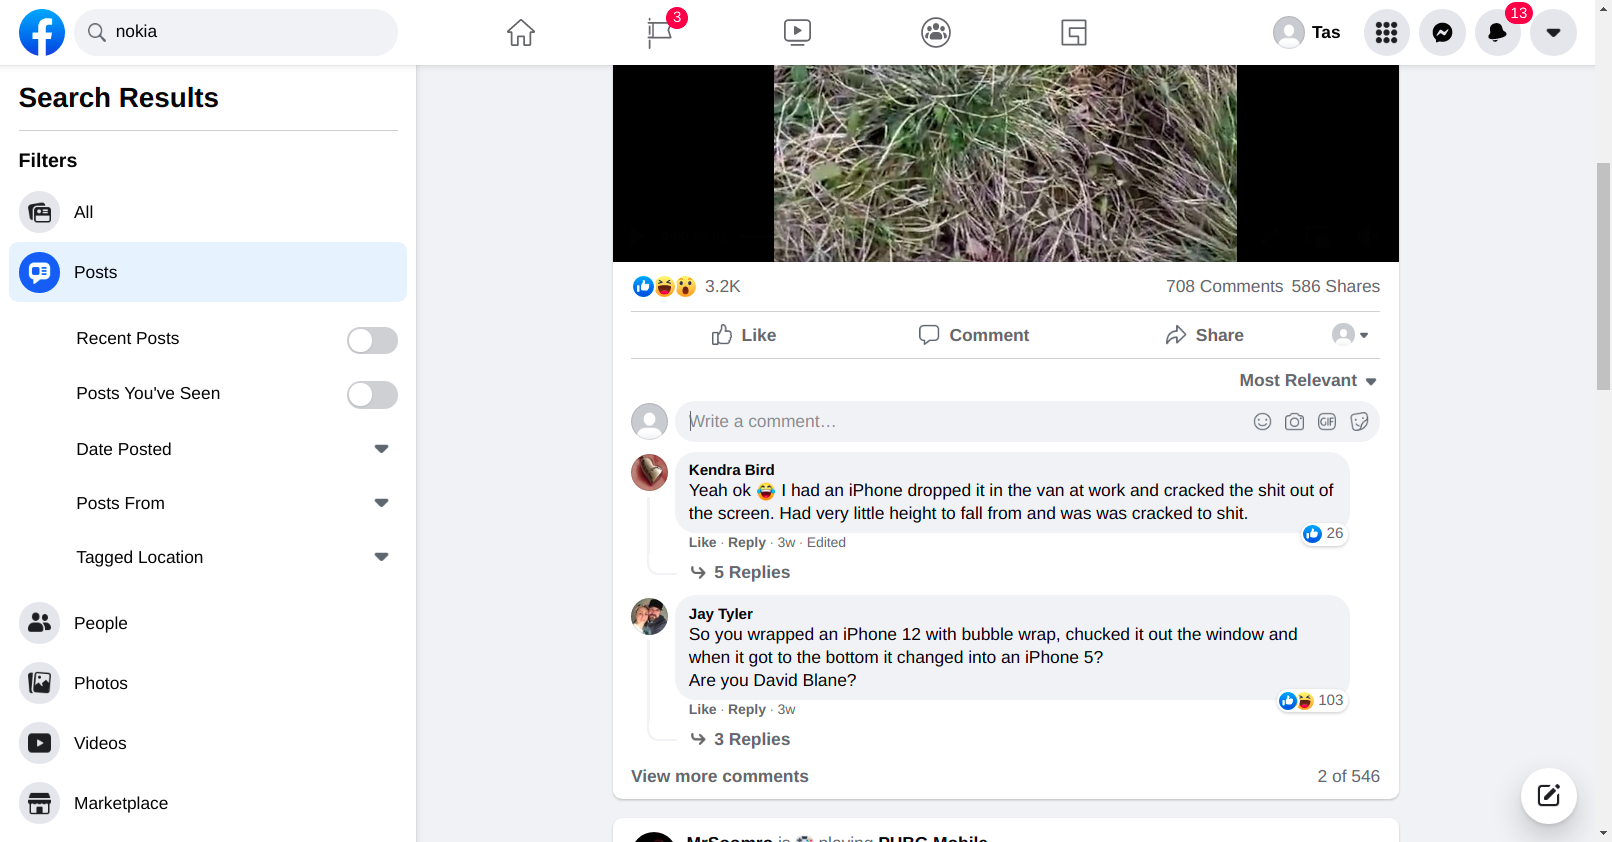 nokia
3
Tas
13
Search Results
Filters
All
Posts
Recent Posts
Posts You've Seen
Date Posted
Posts From
Tagged Location
People
Photos
Videos
Marketplace
3.2K
708 Comments 586 Shares
Like
Comment
Share
Most Relevant
Write a comment…
GIF
Kendra Bird
Yeah ok 😂 I had an iPhone dropped it in the van at work and cracked the shit out of
the screen. Had very little height to fall from and was was cracked to shit.
26
Like · Reply · 3w · Edited
5 Replies
Jay Tyler
So you wrapped an iPhone 12 with bubble wrap, chucked it out the window and
when it got to the bottom it changed into an iPhone 5?
Are you David Blane?
103
Like · Reply · 3w
3 Replies
View more comments
2 of 546
MrSoomro is 🎮 playing PUBG Mobile